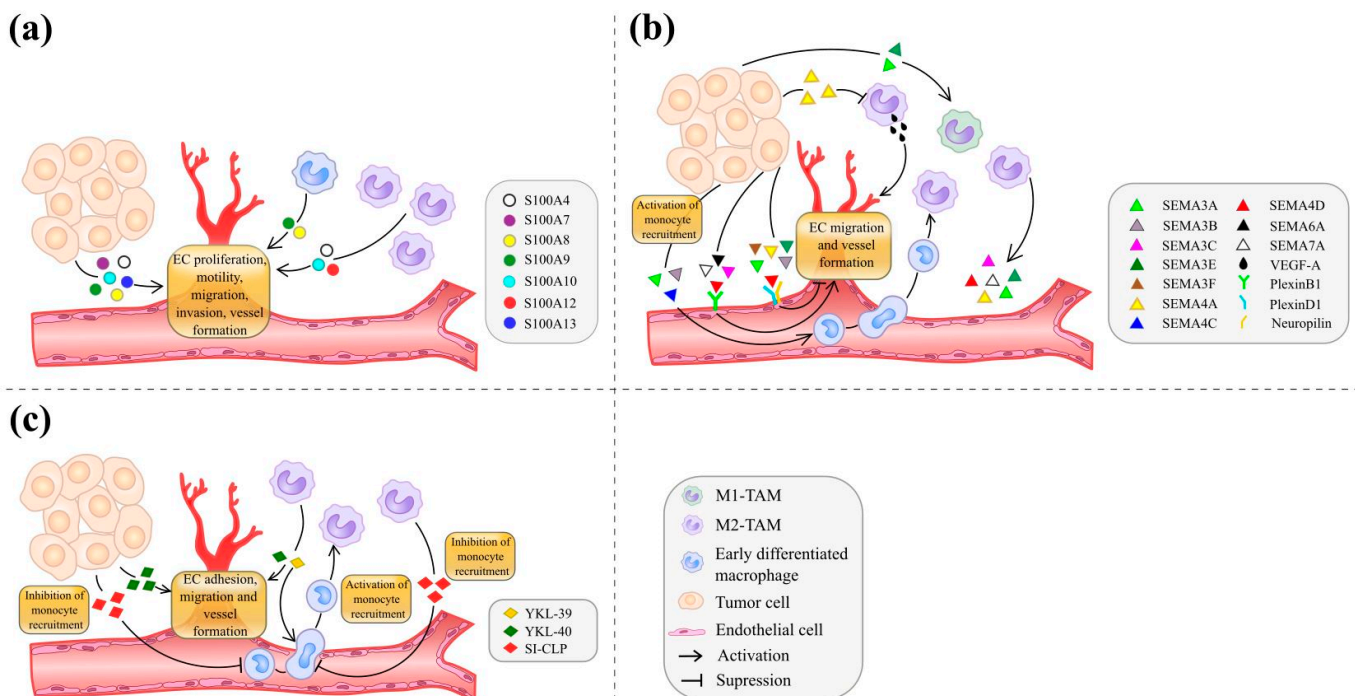 (a)
EC proliferation,
motility,
migration,
invasion, vessel
formation
S100A4
S100A7
S100A8
S100A9
S100A10
S100A12
S100A13
(b)
Activation of
monocyte
recruitment
EC migration
and vessel
formation
SEMA3A
SEMA3B
SEMA3C
SEMA3E
SEMA3F
SEMA4A
SEMA4C
SEMA4D
SEMA6A
SEMA7A
VEGF-A
PlexinB1
PlexinD1
Neuropilin
(c)
Inhibition of
monocyte
recruitment
EC adhesion,
migration and
vessel
formation
Activation of
monocyte
recruitment
Inhibition of
monocyte
recruitment
YKL-39
YKL-40
SI-CLP
M1-TAM
M2-TAM
Early differentiated
macrophage
Tumor cell
Endothelial cell
Activation
Supression